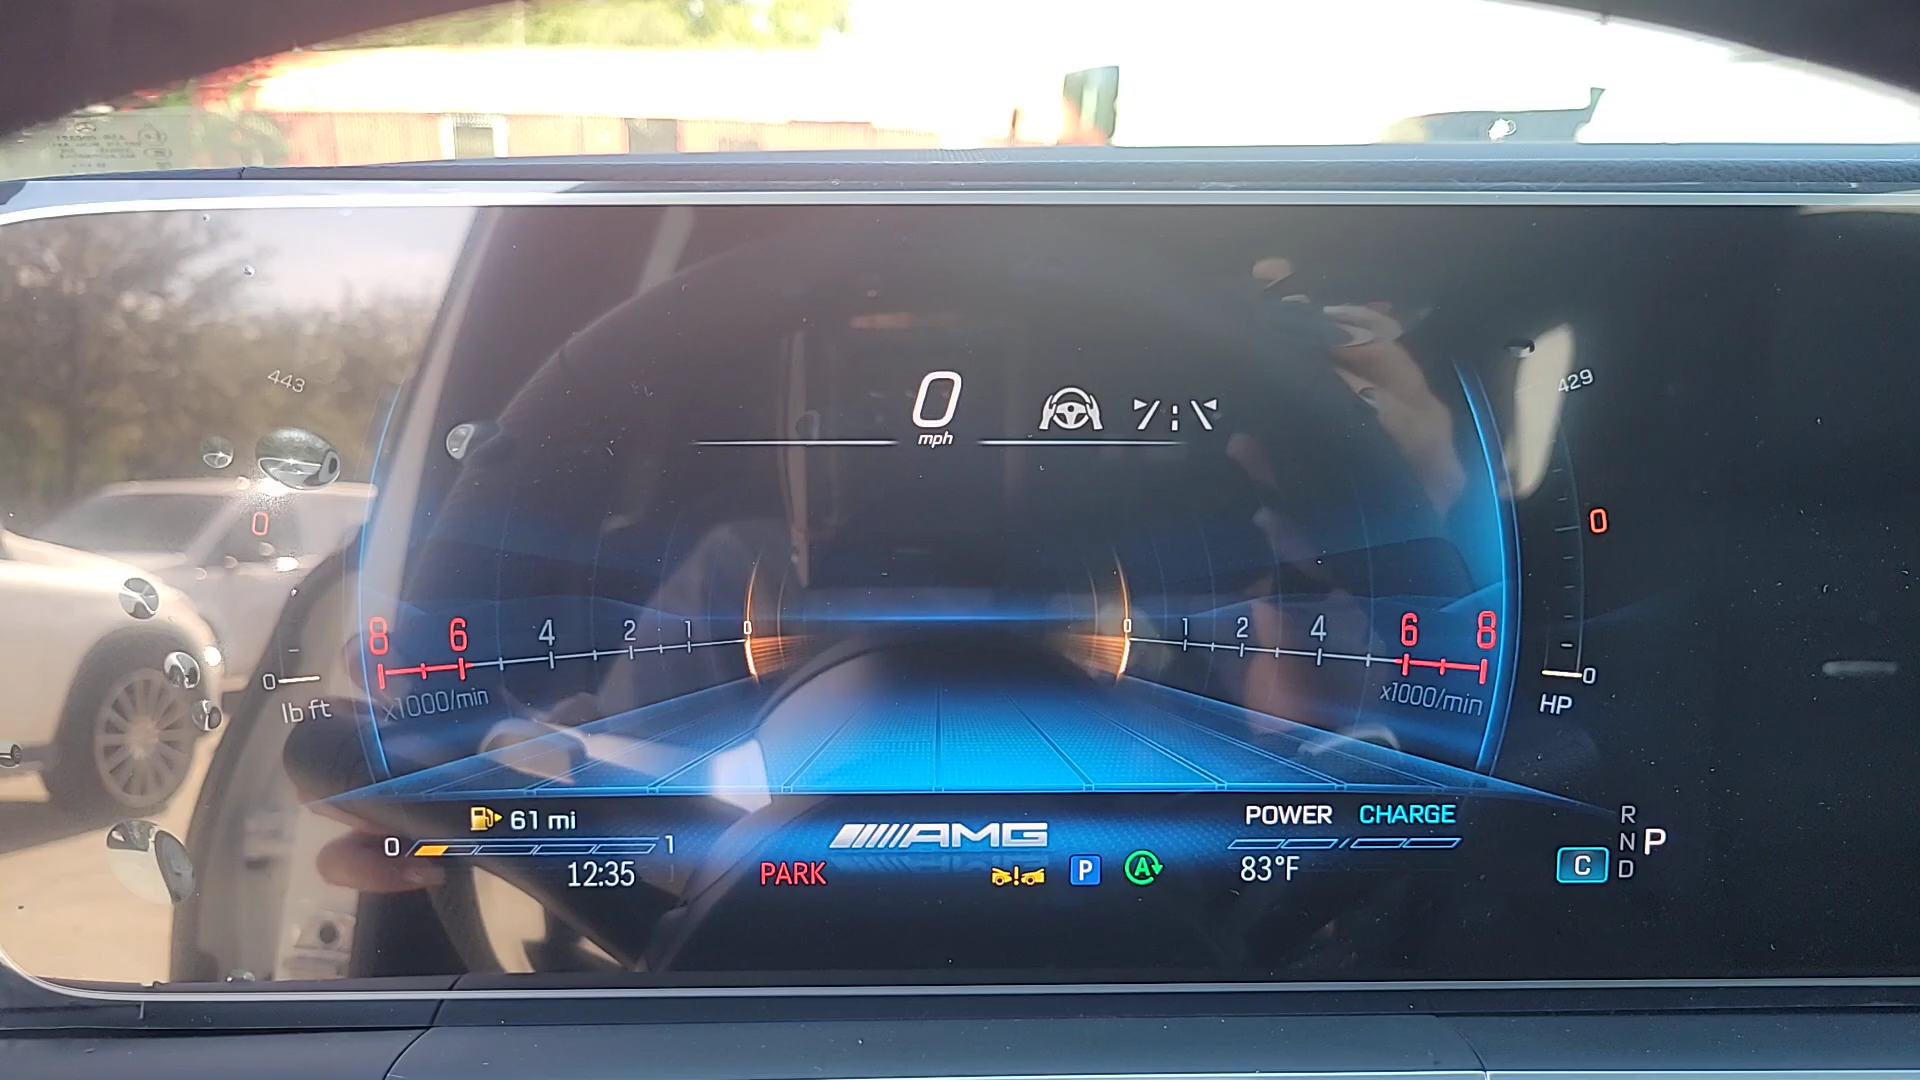 0
mph
443
429
0
0
8 6 4 2 1 0
0 1 2 4 6 8
x1000/min
x1000/min
0
lb ft
0
HP
61 mi
0 1
12:35
PARK
AMG
P
A
POWER CHARGE
83°F
C
R
N P
D